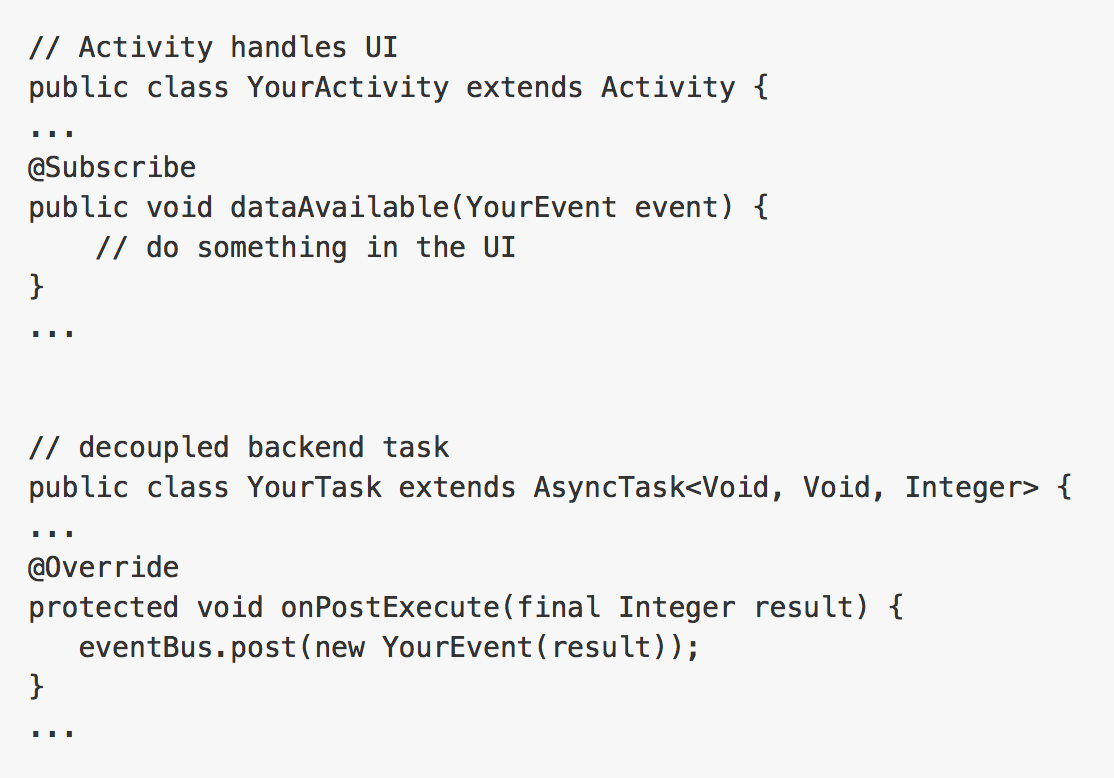 // Activity handles UI
public class YourActivity extends Activity {
...
@Subscribe
public void dataAvailable(YourEvent event) {
    // do something in the UI
}
...
// decoupled backend task
public class YourTask extends AsyncTask<Void, Void, Integer> {
...
@Override
protected void onPostExecute(final Integer result) {
   eventBus.post(new YourEvent(result));
}
...